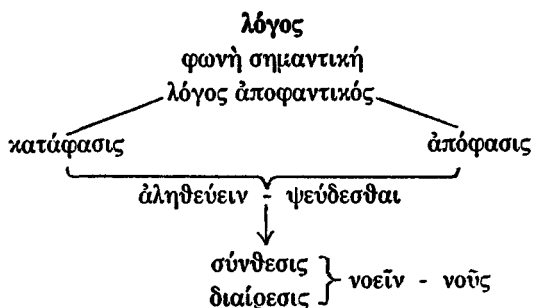 λόγος
φωνὴ σημαντική
λόγος ἀποφαντικός
κατάφασις ἀπόφασις
ἀληθεύειν - ψεύδεσθαι
σύνθεσις
διαίρεσις
νοεῖν - νοῦς